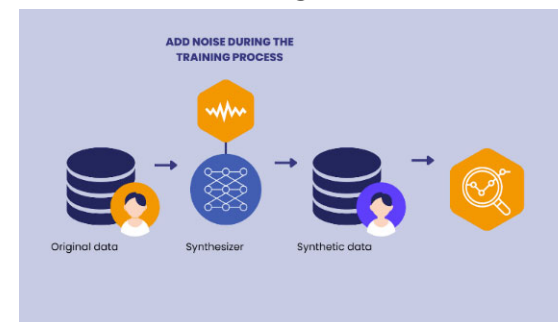 ADD NOISE DURING THE
TRAINING PROCESS
Original data
Synthesizer
Synthetic data